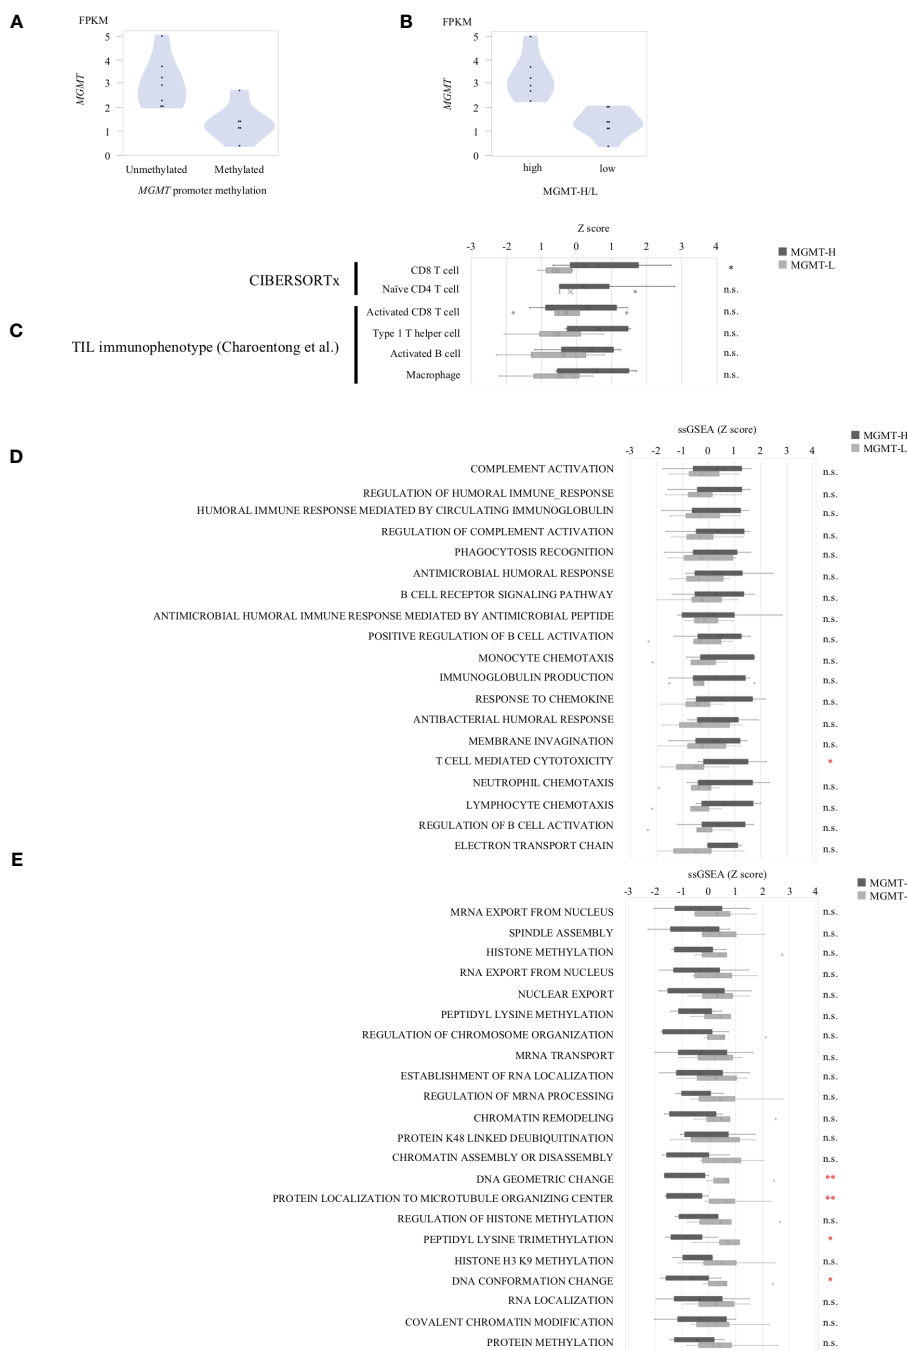 A
FPKM
5
4
3
2
1
0
MGMT
Unmethylated Methylated
MGMT promoter methylation
B
FPKM
5
4
3
2
1
0
MGMT
high low
MGMT-H/L
C
Z score
-3 -2 1 0 -1 2 3 4
MGMT-H
MGMT-L
CIBERSORTx
CD8 T cell *
Naïve CD4 T cell n.s.
TIL immunophenotype (Charoentong et al.)
Activated CD8 T cell n.s.
Type 1 T helper cell n.s.
Activated B cell n.s.
Macrophage n.s.
D
ssGSEA (Z score)
-3 -2 -1 0 1 2 3 4
MGMT-H
MGMT-L
COMPLEMENT ACTIVATION n.s.
REGULATION OF HUMORAL IMMUNE_RESPONSE n.s.
HUMORAL IMMUNE RESPONSE MEDIATED BY CIRCULATING IMMUNOGLOBULIN n.s.
REGULATION OF COMPLEMENT ACTIVATION n.s.
PHAGOCYTOSIS RECOGNITION n.s.
ANTIMICROBIAL HUMORAL RESPONSE n.s.
B CELL RECEPTOR SIGNALING PATHWAY n.s.
ANTIMICROBIAL HUMORAL IMMUNE RESPONSE MEDIATED BY ANTIMICROBIAL PEPTIDE n.s.
POSITIVE REGULATION OF B CELL ACTIVATION n.s.
MONOCYTE CHEMOTAXIS n.s.
IMMUNOGLOBULIN PRODUCTION n.s.
RESPONSE TO CHEMOKINE n.s.
ANTIBACTERIAL HUMORAL RESPONSE n.s.
MEMBRANE INVAGINATION n.s.
T CELL MEDIATED CYTOTOXICITY *
NEUTROPHIL CHEMOTAXIS n.s.
LYMPHOCYTE CHEMOTAXIS n.s.
REGULATION OF B CELL ACTIVATION n.s.
ELECTRON TRANSPORT CHAIN n.s.
E
ssGSEA (Z score)
-3 -2 -1 0 1 2 3 4
MGMT-
MGMT-
MRNA EXPORT FROM NUCLEUS n.s.
SPINDLE ASSEMBLY n.s.
HISTONE METHYLATION n.s.
RNA EXPORT FROM NUCLEUS n.s.
NUCLEAR EXPORT n.s.
PEPTIDYL LYSINE METHYLATION n.s.
REGULATION OF CHROMOSOME ORGANIZATION n.s.
MRNA TRANSPORT n.s.
ESTABLISHMENT OF RNA LOCALIZATION n.s.
REGULATION OF MRNA PROCESSING n.s.
CHROMATIN REMODELING n.s.
PROTEIN K48 LINKED DEUBIQUITINATION n.s.
CHROMATIN ASSEMBLY OR DISASSEMBLY n.s.
DNA GEOMETRIC CHANGE **
PROTEIN LOCALIZATION TO MICROTUBULE ORGANIZING CENTER **
REGULATION OF HISTONE METHYLATION n.s.
PEPTIDYL LYSINE TRIMETHYLATION *
HISTONE H3 K9 METHYLATION n.s.
DNA CONFORMATION CHANGE *
RNA LOCALIZATION n.s.
COVALENT CHROMATIN MODIFICATION n.s.
PROTEIN METHYLATION n.s.